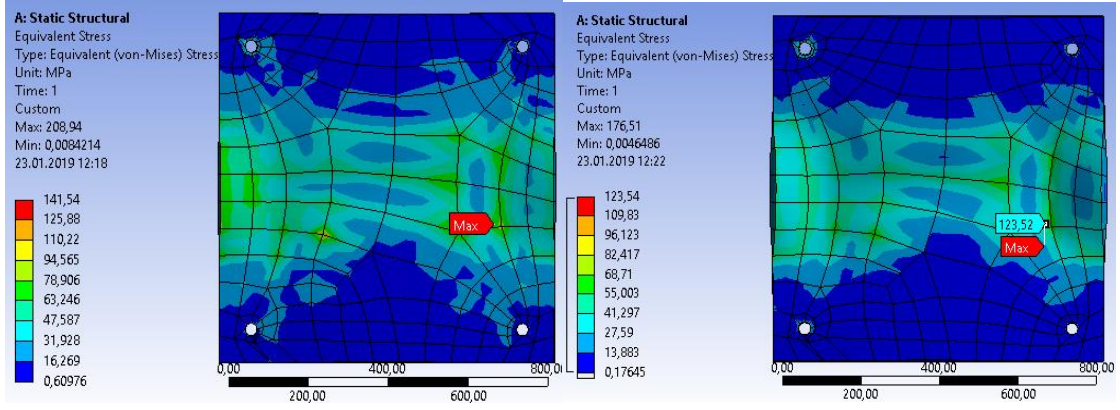 A: Static Structural
Equivalent Stress
Type: Equivalent (von-Mises) Stress
Unit: MPa
Time: 1
Custom
Max: 208,94
Min: 0,0084214
23.01.2019 12:18
141,54
125,88
110,22
94,565
78,906
63,246
47,587
31,928
16,269
0,60976
Max
0,00
400,00
800,0
200,00
600,00
A: Static Structural
Equivalent Stress
Type: Equivalent (von-Mises) Stress
Unit: MPa
Time: 1
Custom
Max: 176,51
Min: 0,0046486
23.01.2019 12:22
123,54
109,83
96,123
82,417
68,71
55,003
41,297
27,59
13,883
0,17645
123,52
Max
0,00
400,00
800,0
200,00
600,00